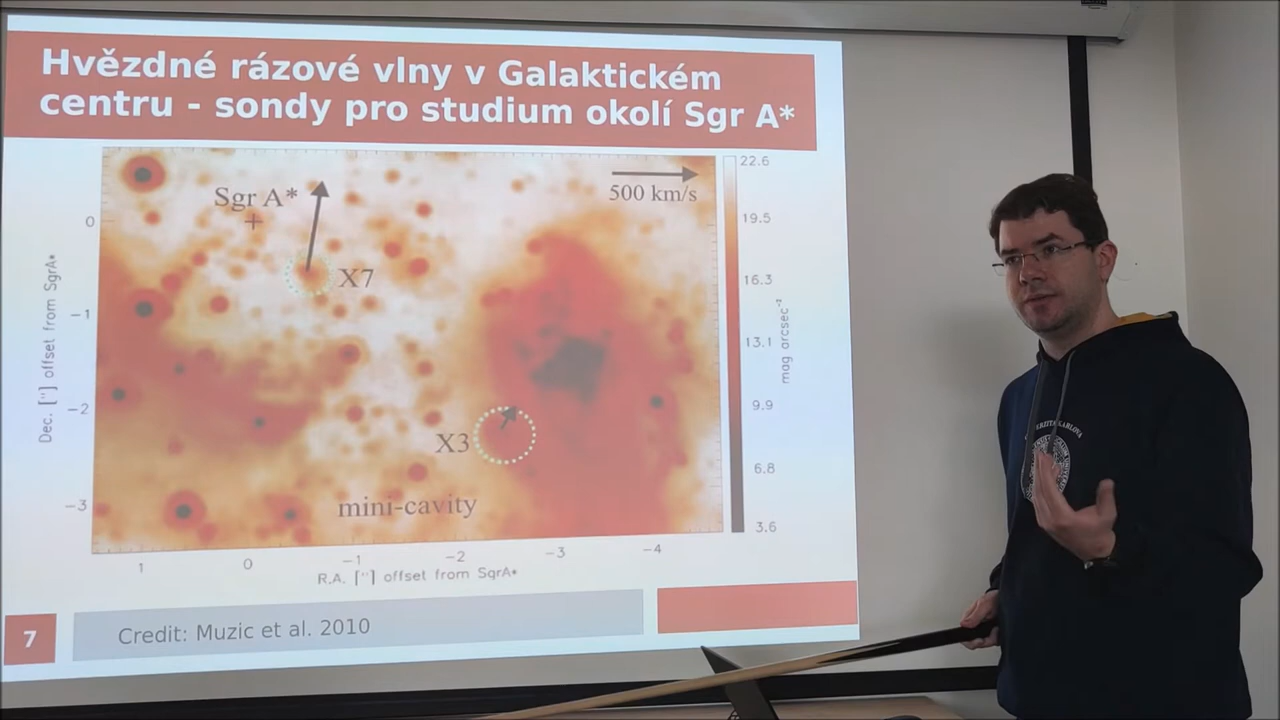 Hvězdné rázové vlny v Galaktickém
centru - sondy pro studium okolí Sgr A*
22.6
500 km/s
Sgr A*
19.5
0
X7
16.3
-1
13.1
mag arcsec⁻²
Dec. ["] offset from SgrA*
9.9
-2
X3
6.8
-3
mini-cavity
3.6
1 0 -1 -2 -3 -4
R.A. ["] offset from SgrA*
7
Credit: Muzic et al. 2010